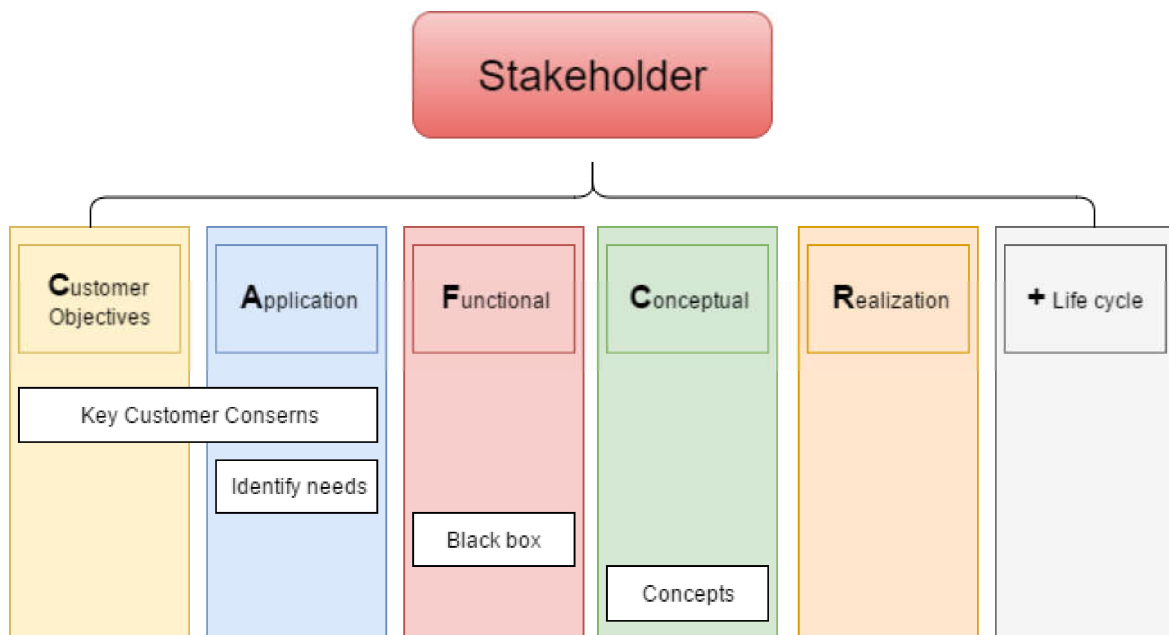 Stakeholder
Customer
Objectives
Application
Functional
Conceptual
Realization
+ Life cycle
Key Customer Conserns
Identify needs
Black box
Concepts